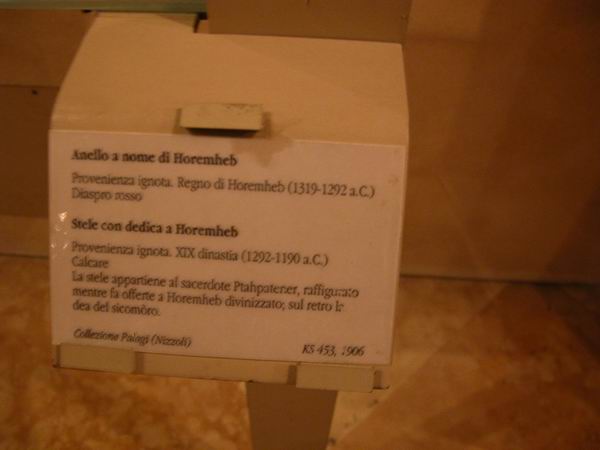 Anello a nome di Horemheb
Provenienza ignota. Regno di Horemheb (1319-1292 a.C.)
Diaspro rosso
Stele con dedica a Horemheb
Provenienza ignota. XIX dinastia (1292-1190 a.C.)
Calcare
La stele appartiene al sacerdote Ptahpatener, raffigurato
mentre fa offerte a Horemheb divinizzato; sul retro la
dea del sicomòro.
Collezione Palagi (Nizzoli)
KS 453, 1906